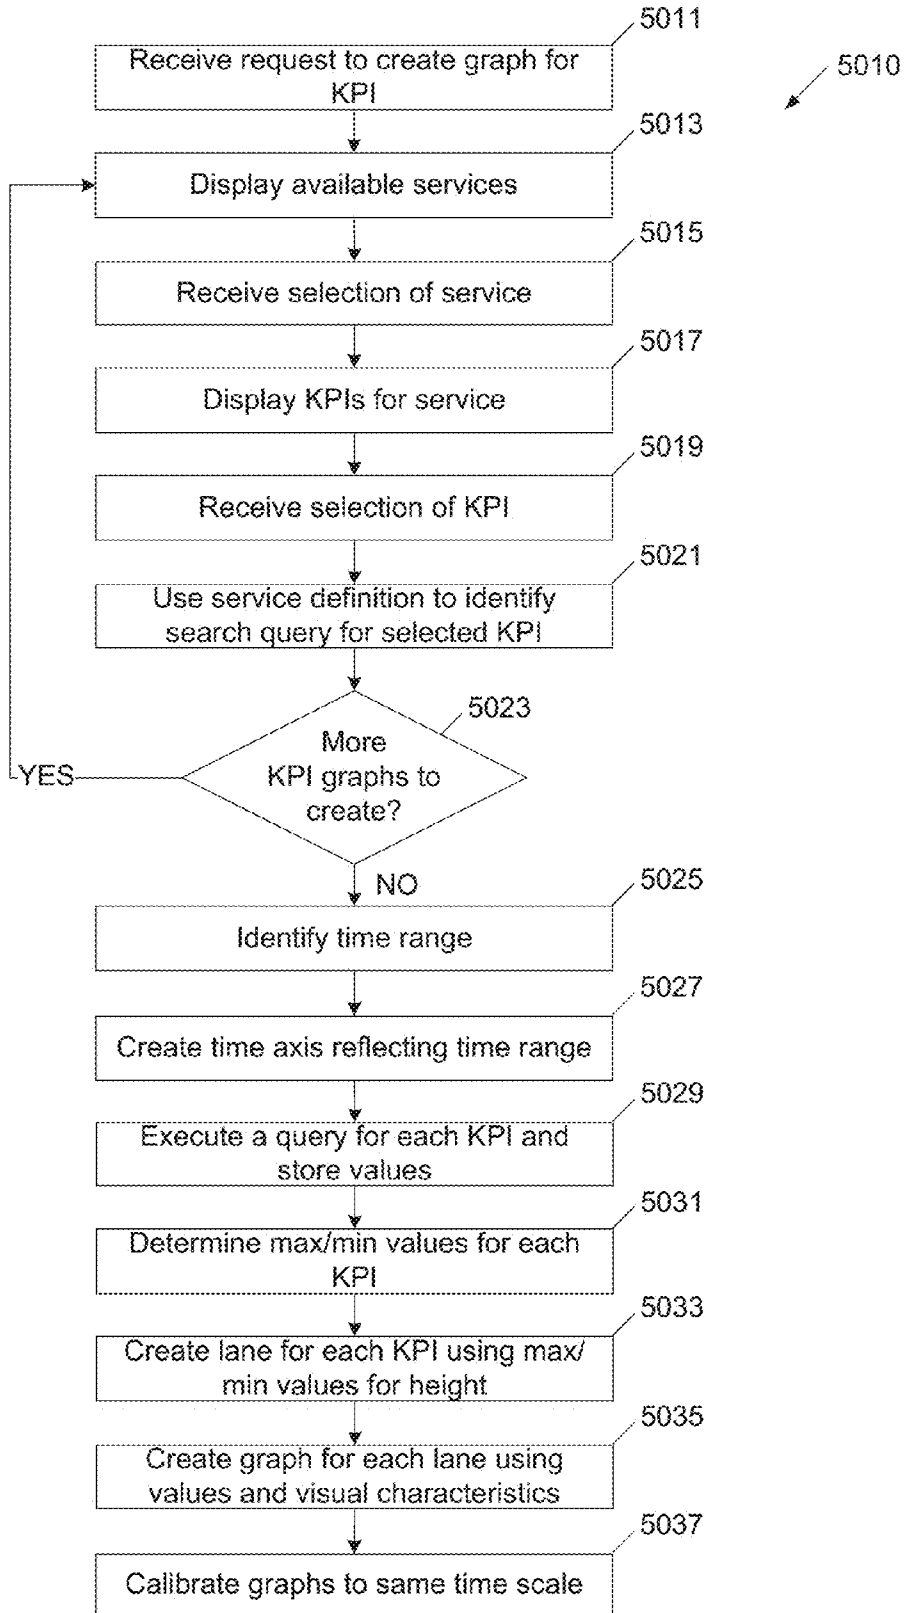 5011
Receive request to create graph for
KPI
5010
5013
Display available services
5015
Receive selection of service
5017
Display KPIs for service
5019
Receive selection of KPI
5021
Use service definition to identify
search query for selected KPI
5023
More
KPI graphs to
create?
YES
NO
5025
Identify time range
5027
Create time axis reflecting time range
5029
Execute a query for each KPI and
store values
5031
Determine max/min values for each
KPI
5033
Create lane for each KPI using max/
min values for height
5035
Create graph for each lane using
values and visual characteristics
5037
Calibrate graphs to same time scale